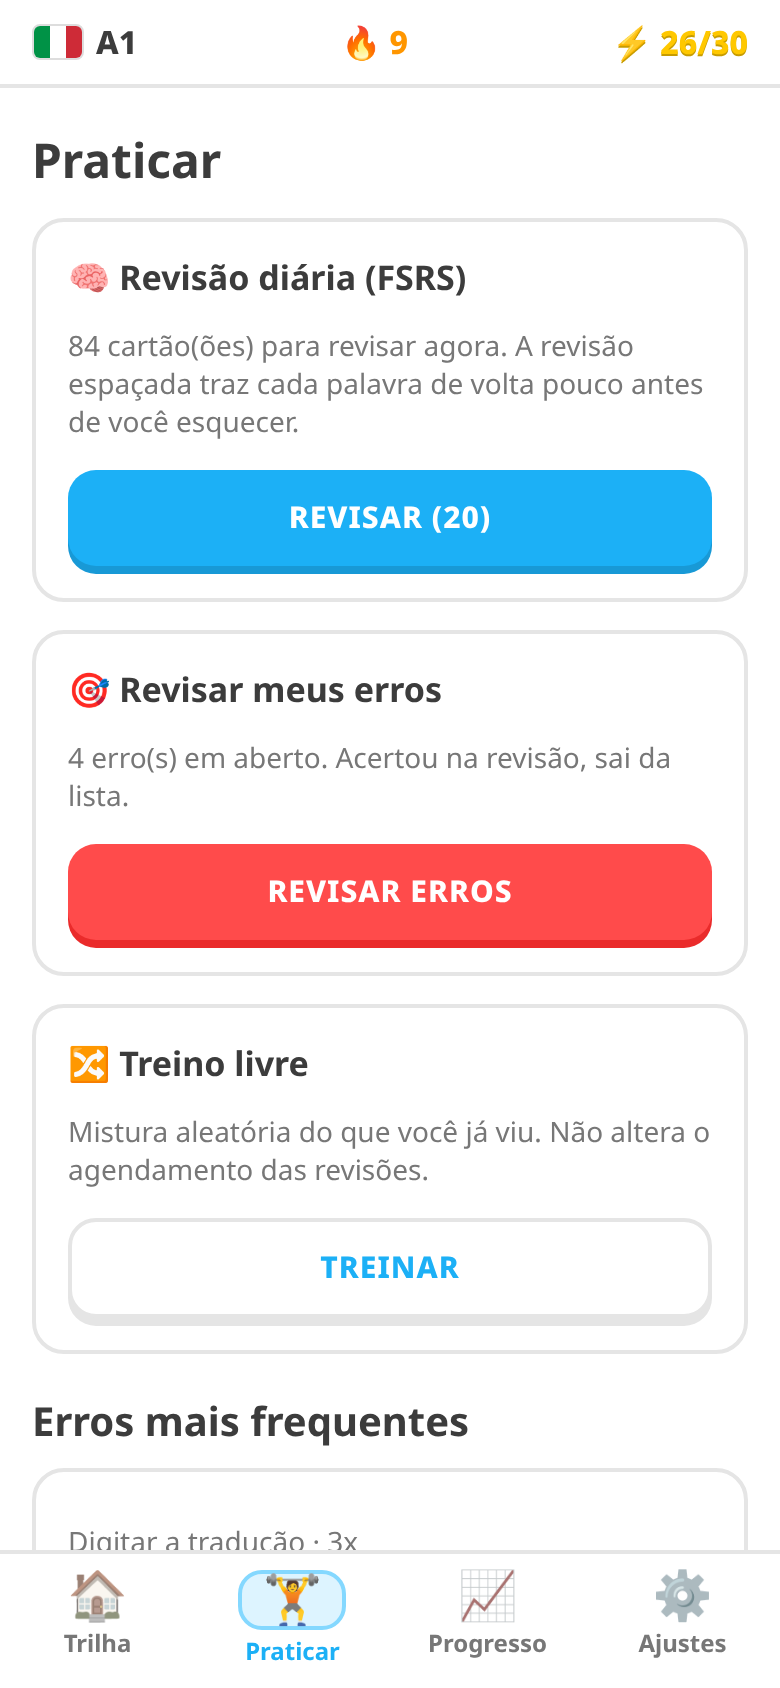 A1
9
26/30
Praticar
Revisão diária (FSRS)
84 cartão(ões) para revisar agora. A revisão
espaçada traz cada palavra de volta pouco antes
de você esquecer.
REVISAR (20)
Revisar meus erros
4 erro(s) em aberto. Acertou na revisão, sai da
lista.
REVISAR ERROS
Treino livre
Mistura aleatória do que você já viu. Não altera o
agendamento das revisões.
TREINAR
Erros mais frequentes
Digitar a tradução · 3x
Trilha
Praticar
Progresso
Ajustes